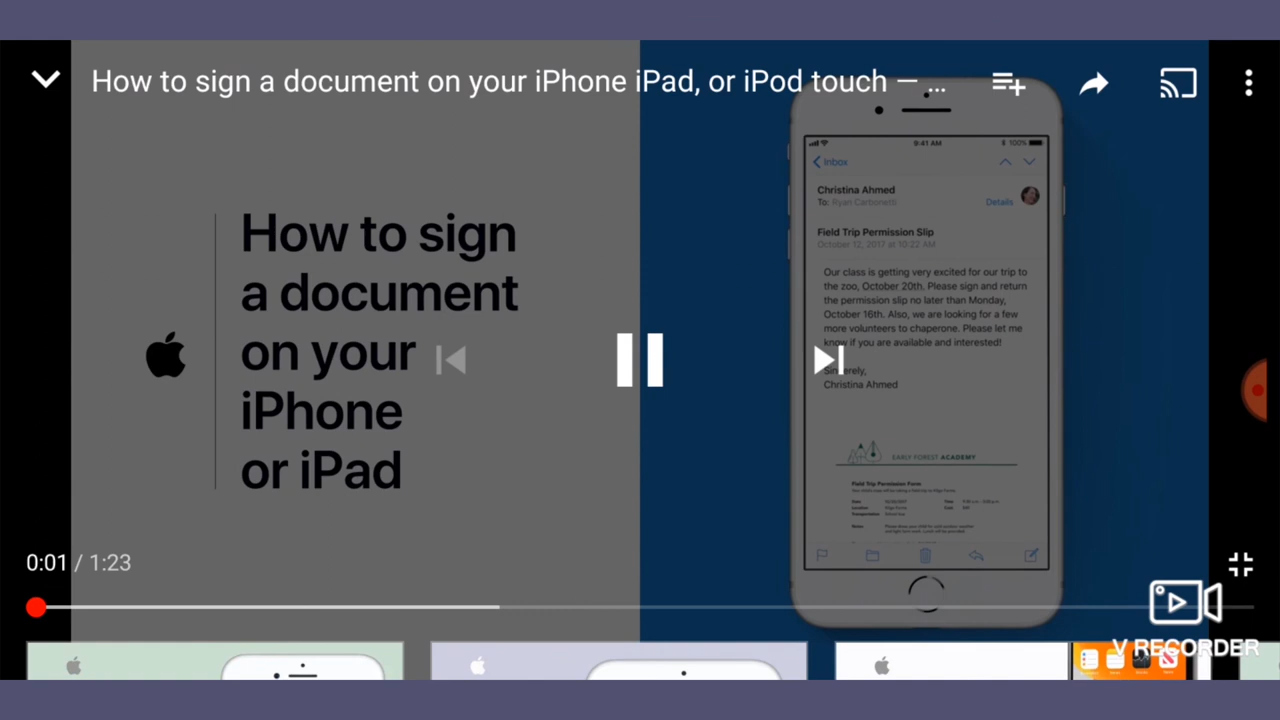 How to sign a document on your iPhone iPad, or iPod touch — ...
How to sign
a document
on your
iPhone
or iPad
9:41 AM
100%
Inbox
Christina Ahmed
To: Ryan Carbonetti
Details
Field Trip Permission Slip
October 12, 2017 at 10:22 AM
Our class is getting very excited for our trip to
the zoo, October 20th. Please sign and return
the permission slip no later than Monday,
October 16th. Also, we are looking for a few
more volunteers to chaperone. Please let me
know if you are available and interested!
Sincerely,
Christina Ahmed
EARLY FOREST ACADEMY
Field Trip Permission Form
0:01 / 1:23
V RECORDER